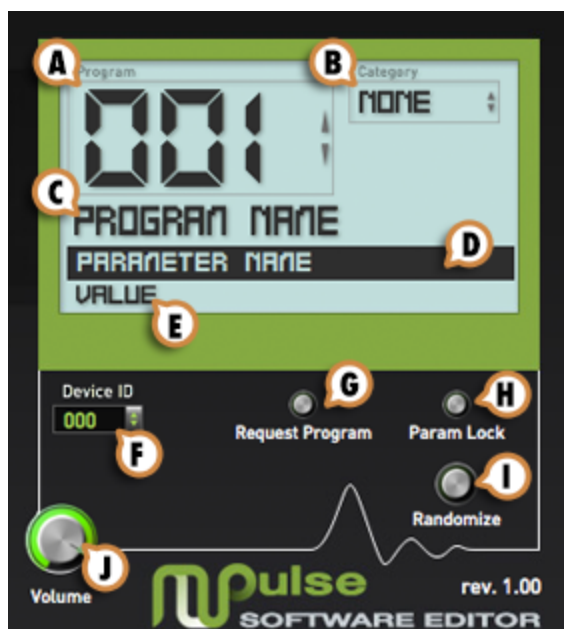 A
Program
B
Category
001
NONE
C
PROGRAM NAME
D
PARAMETER NAME
VALUE
E
Device ID
000
F
G
Request Program
H
Param Lock
I
Randomize
J
Volume
MPulse
rev. 1.00
SOFTWARE EDITOR